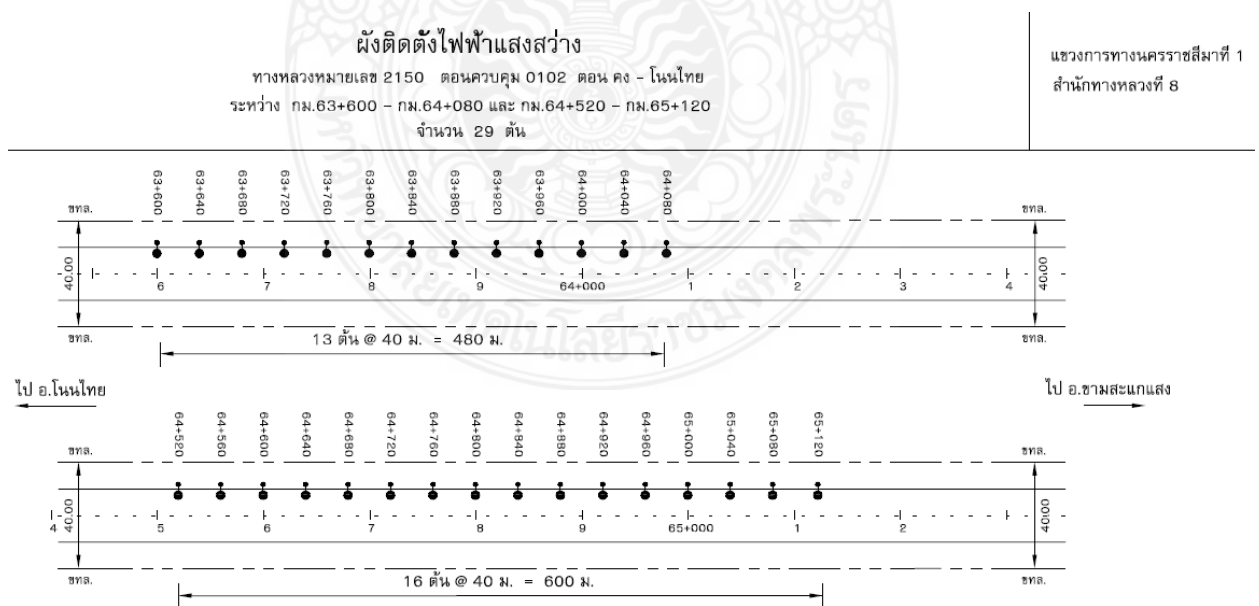 ผังติดตั้งไฟฟ้าแสงสว่าง
ทางหลวงหมายเลข 2150 ตอนควบคุม 0102 ตอน คง - โนนไทย
ระหว่าง กม.63+600 - กม.64+080 และ กม.64+520 - กม.65+120
จำนวน 29 ต้น
แขวงการทางนครราชสีมาที่ 1
สำนักทางหลวงที่ 8
63+600 63+640 63+680 63+720 63+760 63+800 63+840 63+880 63+920 63+960 64+000 64+040 64+080
ขทล. ขทล.
40.00 40.00
6 7 8 9 64+000 1 2 3 4
ขทล. 13 ต้น @ 40 ม. = 480 ม. ขทล.
ไป อ.โนนไทย ไป อ.ขามสะแกแสง
64+520 64+560 64+600 64+640 64+680 64+720 64+760 64+800 64+840 64+880 64+920 64+960 65+000 65+040 65+080 65+120
ขทล. ขทล.
40.00 40.00
4 5 6 7 8 9 65+000 1 2
ขทล. 16 ต้น @ 40 ม. = 600 ม. ขทล.